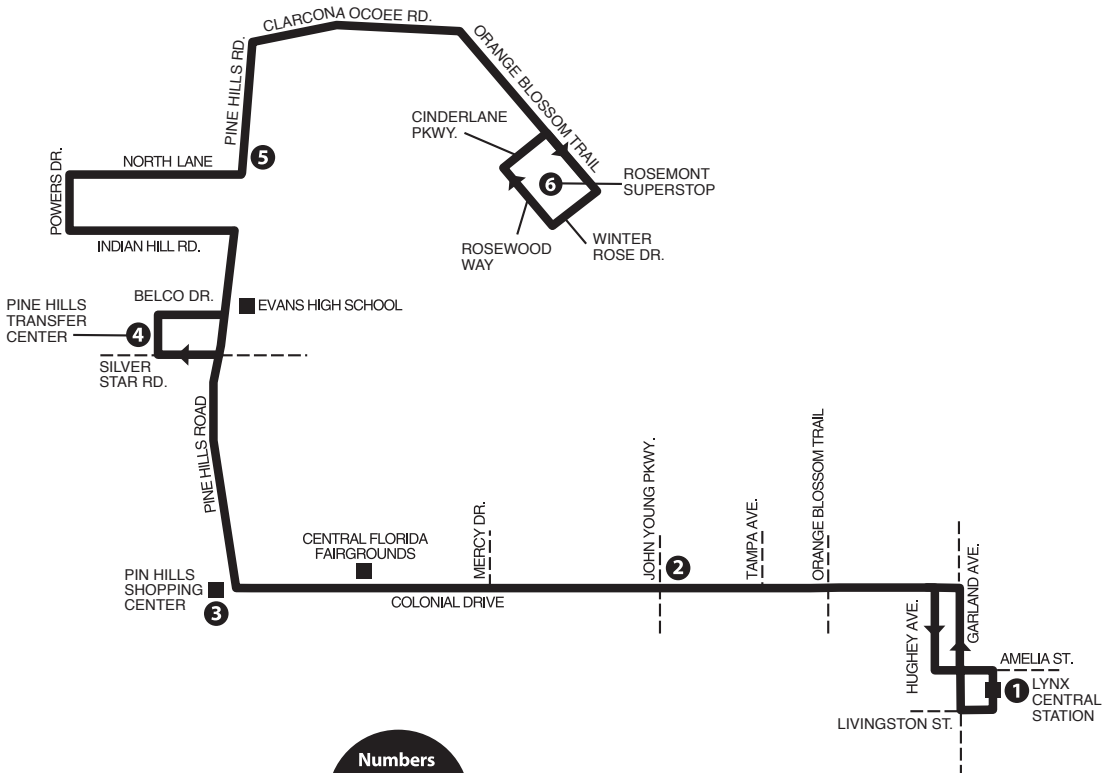 CLARCONA OCOEE RD.
ORANGE BLOSSOM TRAIL
PINE HILLS RD.
CINDERLANE
PKWY.
5
NORTH LANE
POWERS DR.
6
ROSEMONT
SUPERSTOP
INDIAN HILL RD.
ROSEWOOD
WAY
WINTER
ROSE DR.
BELCO DR.
EVANS HIGH SCHOOL
PINE HILLS
TRANSFER
CENTER
4
SILVER
STAR RD.
PINE HILLS ROAD
CENTRAL FLORIDA
FAIRGROUNDS
MERCY DR.
JOHN YOUNG PKWY.
2
TAMPA AVE.
ORANGE BLOSSOM TRAIL
PIN HILLS
SHOPPING
CENTER
3
COLONIAL DRIVE
HUGHEY AVE.
GARLAND AVE.
AMELIA ST.
1
LYNX
CENTRAL
STATION
LIVINGSTON ST.
Numbers